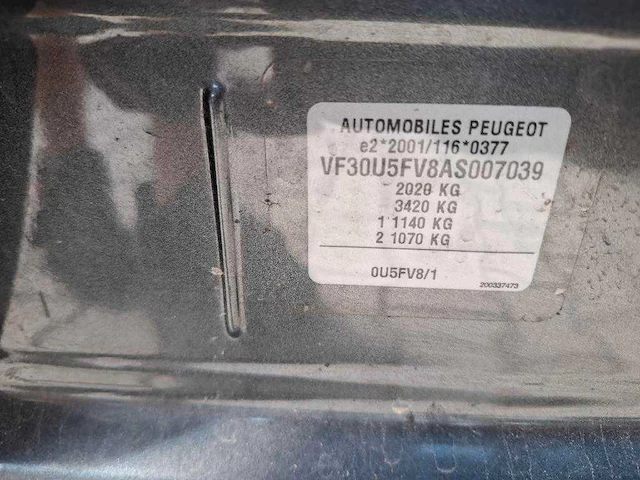 AUTOMOBILES PEUGEOT
e2*2001/116*0377
VF30U5FV8AS007039
2020 KG
3420 KG
1 1140 KG
2 1070 KG
0U5FV8/1
200337473